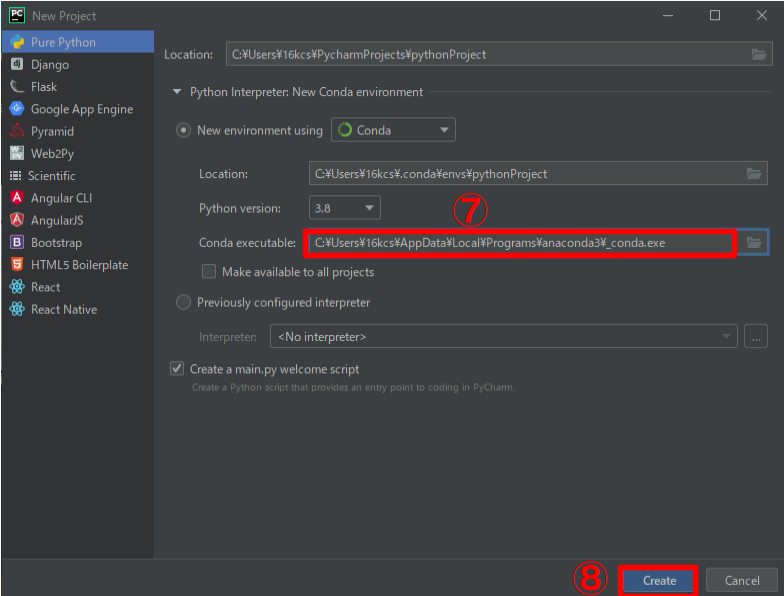 PC New Project
Pure Python
Django
Flask
Google App Engine
Pyramid
Web2Py
Scientific
Angular CLI
AngularJS
Bootstrap
HTML5 Boilerplate
React
React Native
Location: C:¥Users¥16kcs¥PycharmProjects¥pythonProject
Python Interpreter: New Conda environment
New environment using Conda
Location: C:¥Users¥16kcs¥.conda¥envs¥pythonProject
Python version: 3.8
⑦
Conda executable: C:¥Users¥16kcs¥AppData¥Local¥Programs¥anaconda3¥_conda.exe
Make available to all projects
Previously configured interpreter
Interpreter: <No interpreter> ...
Create a main.py welcome script
Create a Python script that provides an entry point to coding in PyCharm.
⑧ Create Cancel